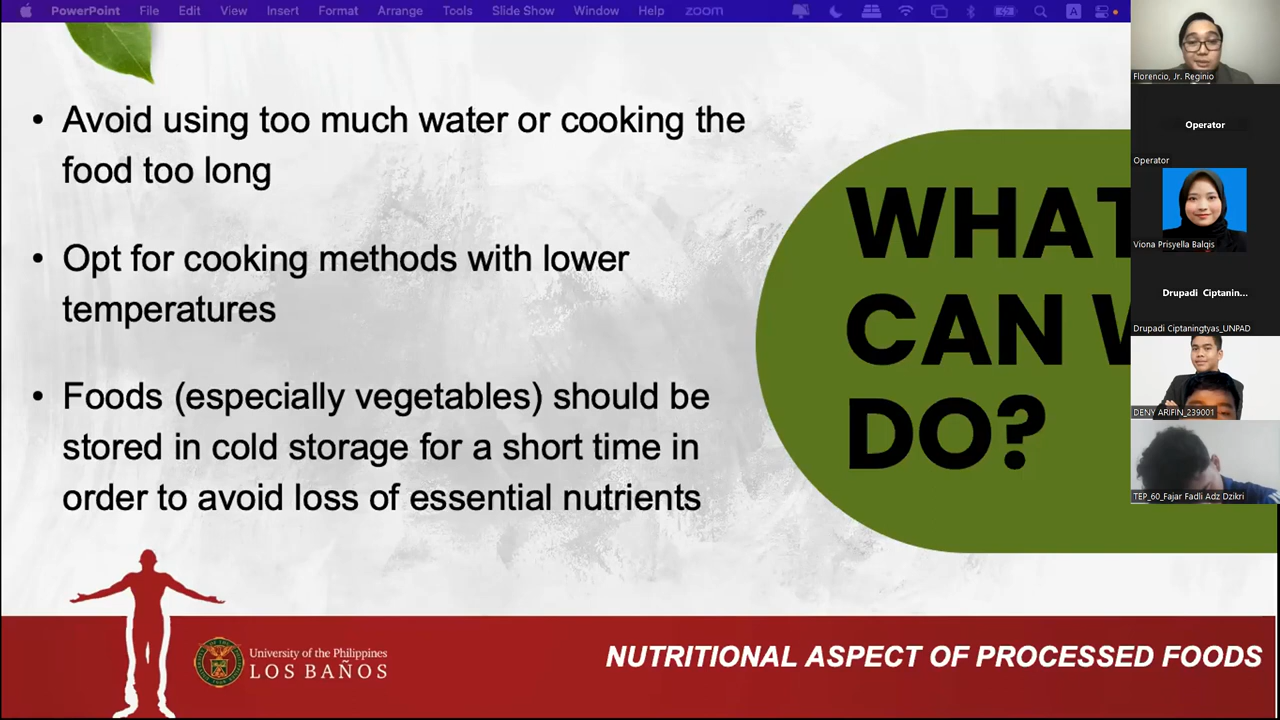 PowerPoint File Edit View Insert Format Arrange Tools Slide Show Window Help zoom
• Avoid using too much water or cooking the
food too long
• Opt for cooking methods with lower
temperatures
• Foods (especially vegetables) should be
stored in cold storage for a short time in
order to avoid loss of essential nutrients
WHAT
CAN W
DO?
University of the Philippines
LOS BAÑOS
NUTRITIONAL ASPECT OF PROCESSED FOODS
Florencio, Jr. Reginio
Operator
Operator
Viona Prisyella Balqis
Drupadi Ciptanin...
Drupadi Ciptaningtyas_UNPAD
DENY ARIFIN_239001
TEP_60_Fajar Fadli Adz Dzikri